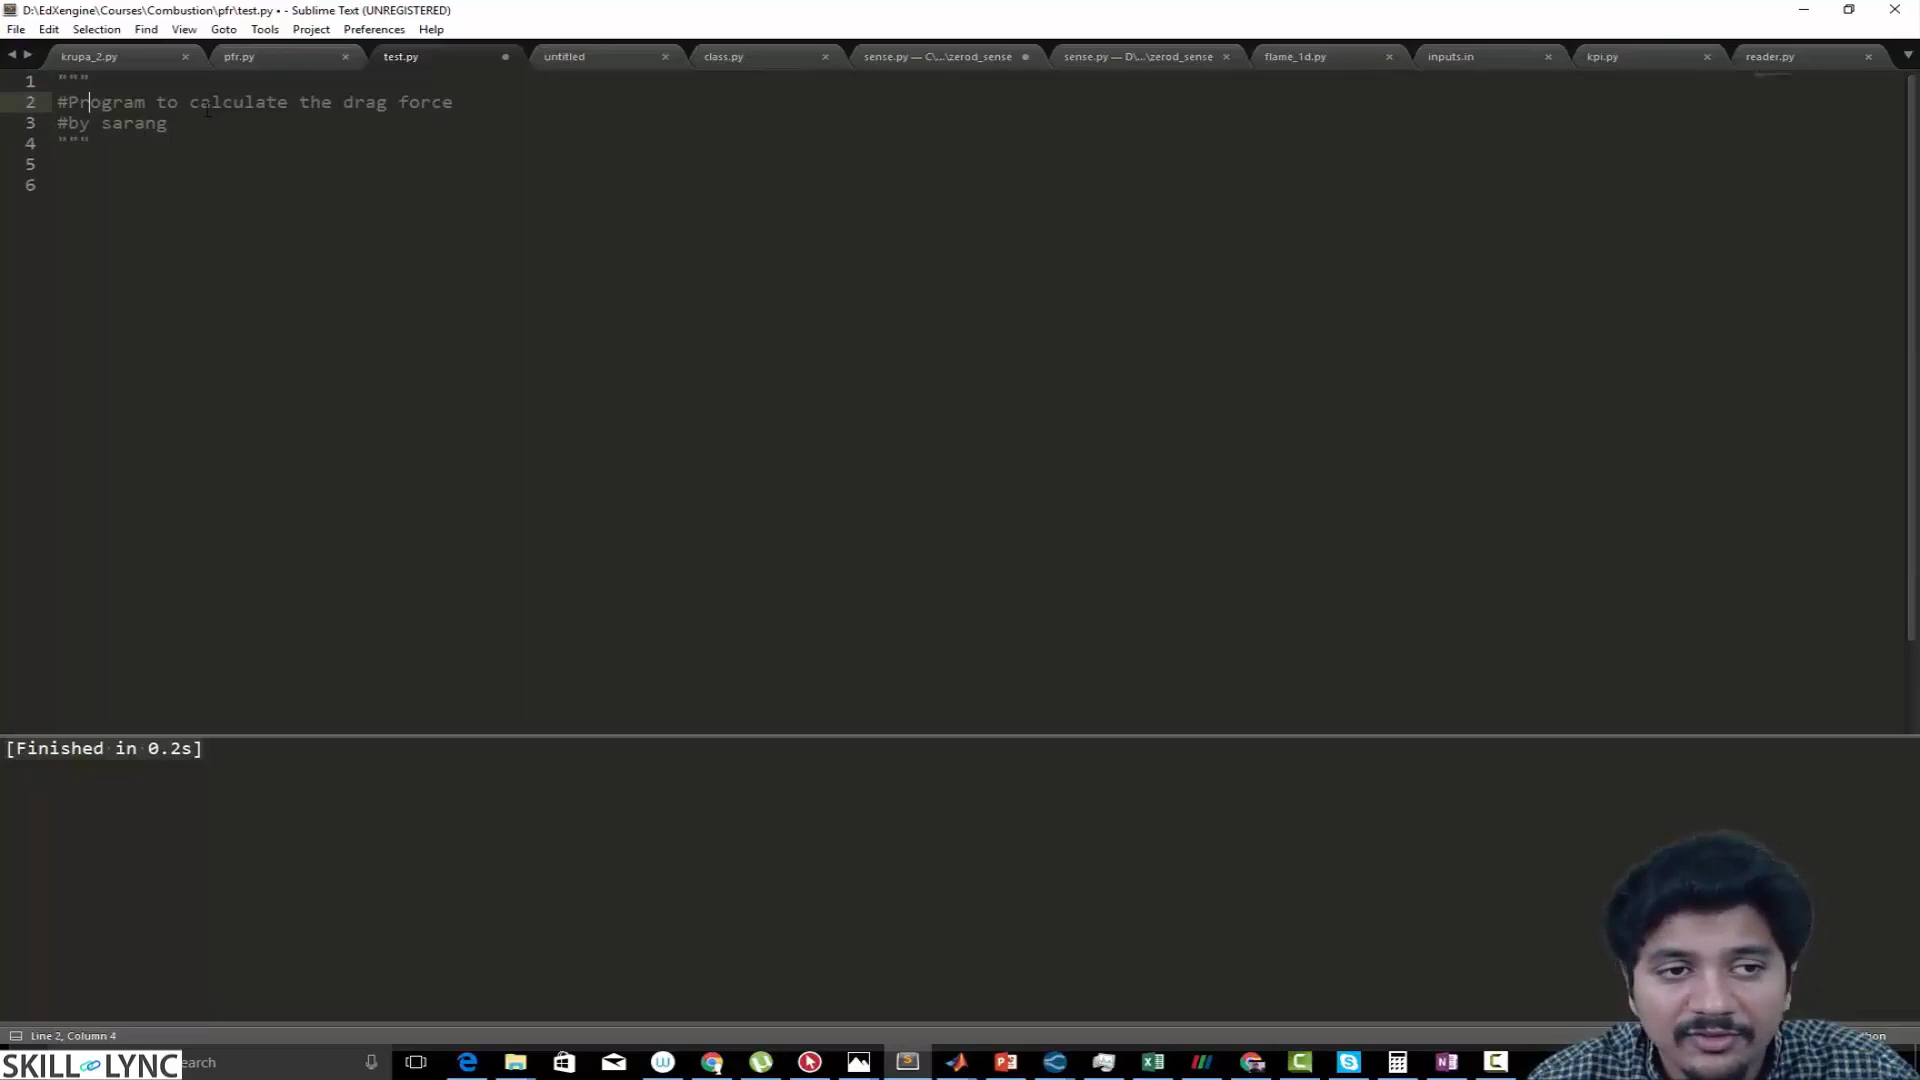 D:\EdXengine\Courses\Combustion\pfr\test.py • - Sublime Text (UNREGISTERED)
File Edit Selection Find View Goto Tools Project Preferences Help
krupa_2.py pfr.py test.py untitled class.py sense.py — C\...\zerod_sense sense.py — D\...\zerod_sense flame_1d.py inputs.in kpi.py reader.py
1 """
2 #Program to calculate the drag force
3 #by sarang
4 """
5
6
[Finished in 0.2s]
Line 2, Column 4
SKILL LYNC